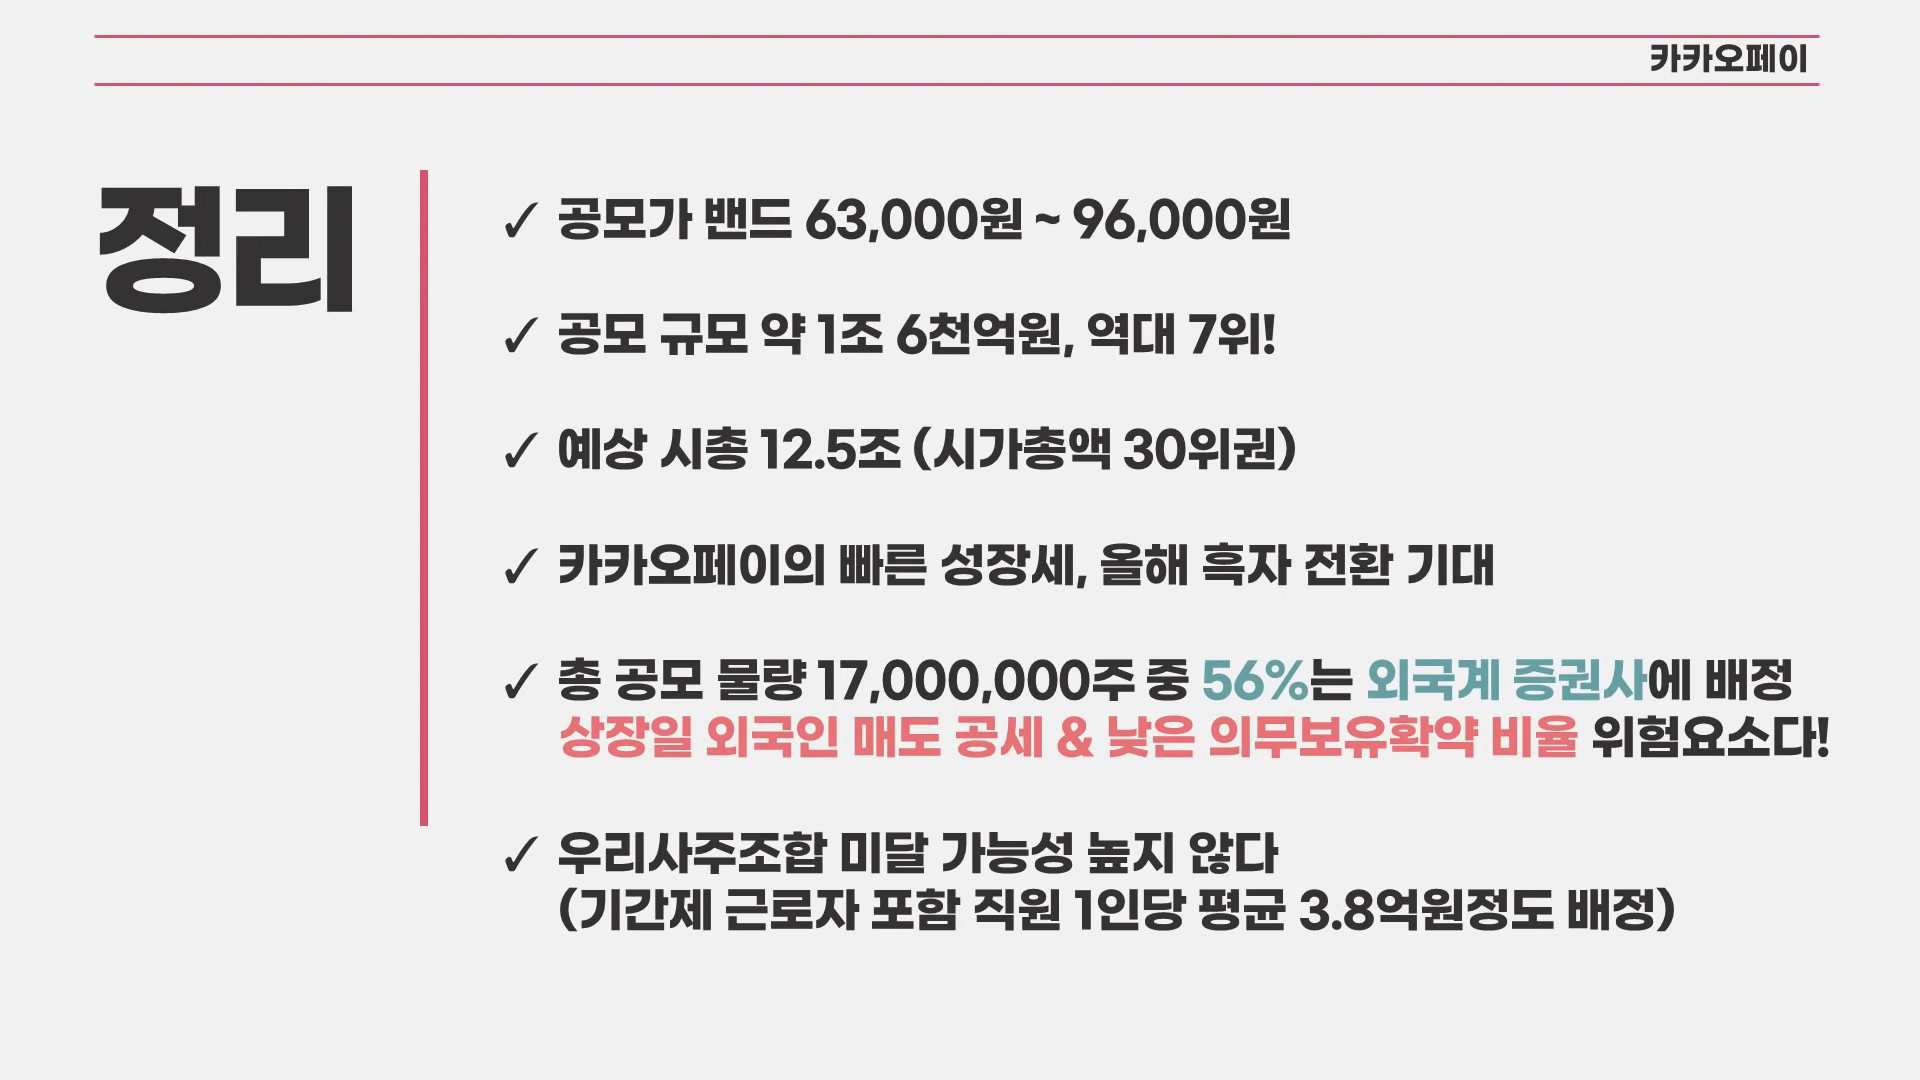 카카오페이
정리
✓ 공모가 밴드 63,000원 ~ 96,000원
✓ 공모 규모 약 1조 6천억원, 역대 7위!
✓ 예상 시총 12.5조 (시가총액 30위권)
✓ 카카오페이의 빠른 성장세, 올해 흑자 전환 기대
✓ 총 공모 물량 17,000,000주 중 56%는 외국계 증권사에 배정
상장일 외국인 매도 공세 & 낮은 의무보유확약 비율 위험요소다!
✓ 우리사주조합 미달 가능성 높지 않다
(기간제 근로자 포함 직원 1인당 평균 3.8억원정도 배정)